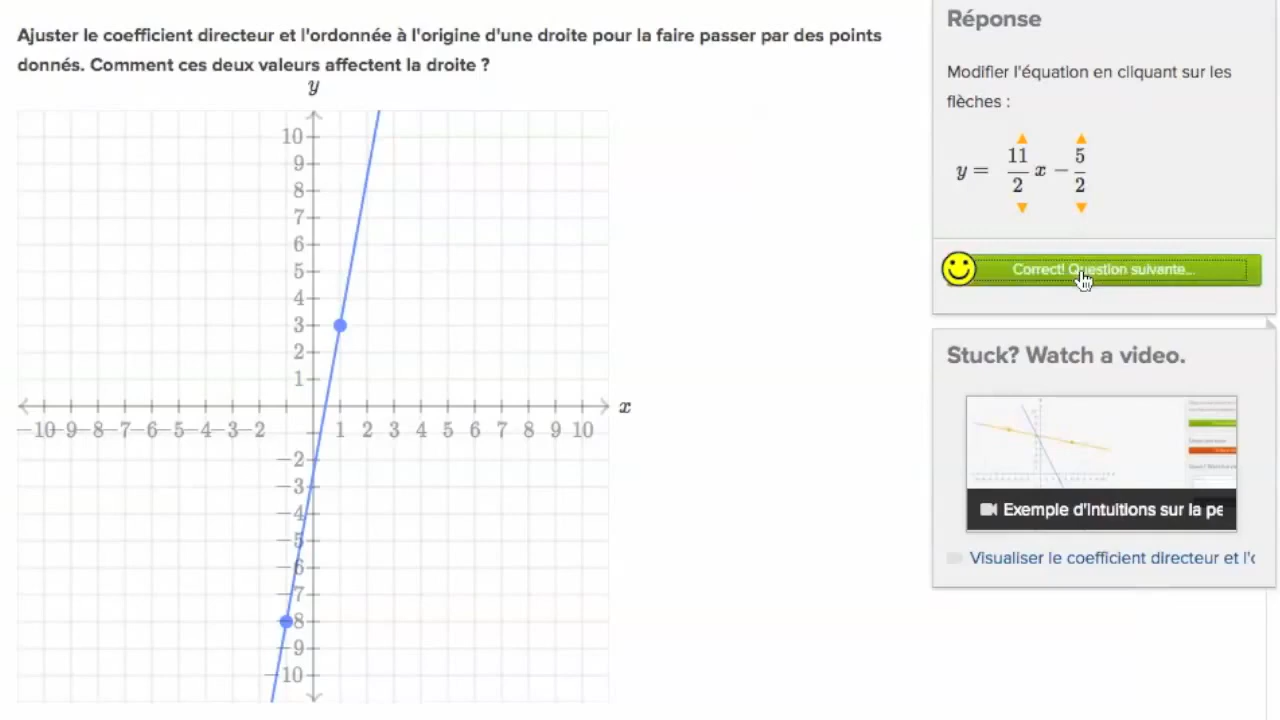 Ajuster le coefficient directeur et l'ordonnée à l'origine d'une droite pour la faire passer par des points
donnés. Comment ces deux valeurs affectent la droite ?
y
10
9
8
7
6
5
4
3
2
1
x
−10 −9 −8 −7 −6 −5 −4 −3 −2 1 2 3 4 5 6 7 8 9 10
−2
−3
−4
−5
−6
−7
−8
−9
−10
Réponse
Modifier l'équation en cliquant sur les
flèches :
y = 11/2 x − 5/2
Correct! Question suivante...
Stuck? Watch a video.
Exemple d'Intuitions sur la pe
Visualiser le coefficient directeur et l'o